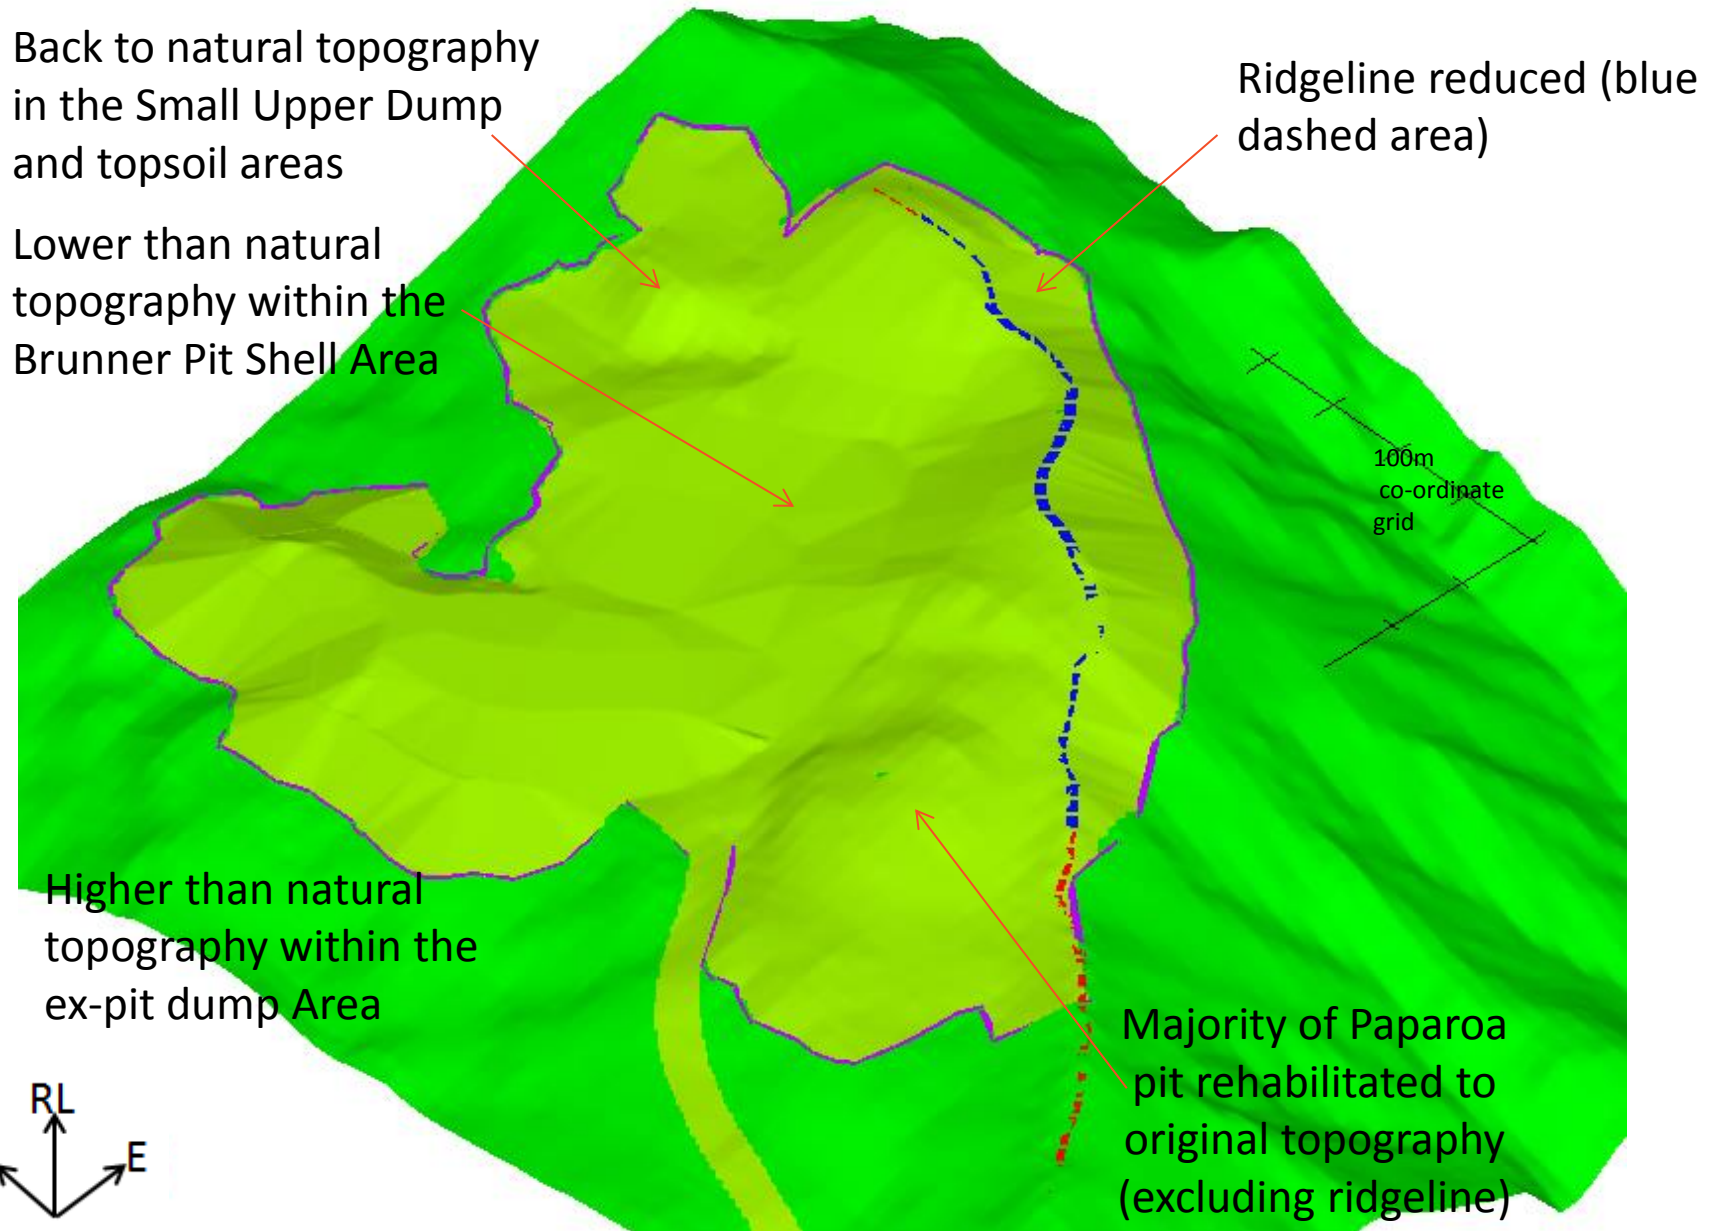 Back to natural topography
in the Small Upper Dump
and topsoil areas
Ridgeline reduced (blue
dashed area)
Lower than natural
topography within the
Brunner Pit Shell Area
100m
co-ordinate
grid
Higher than natural
topography within the
ex-pit dump Area
Majority of Paparoa
pit rehabilitated to
original topography
(excluding ridgeline)
RL
E